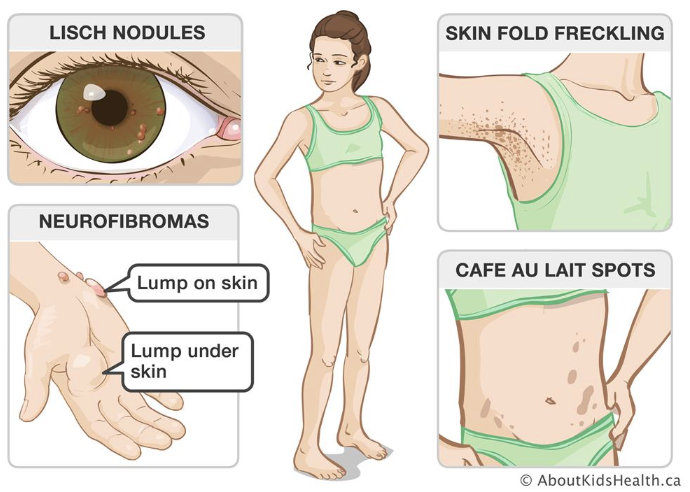 LISCH NODULES
SKIN FOLD FRECKLING
NEUROFIBROMAS
Lump on skin
Lump under
skin
CAFE AU LAIT SPOTS
© AboutKidsHealth.ca